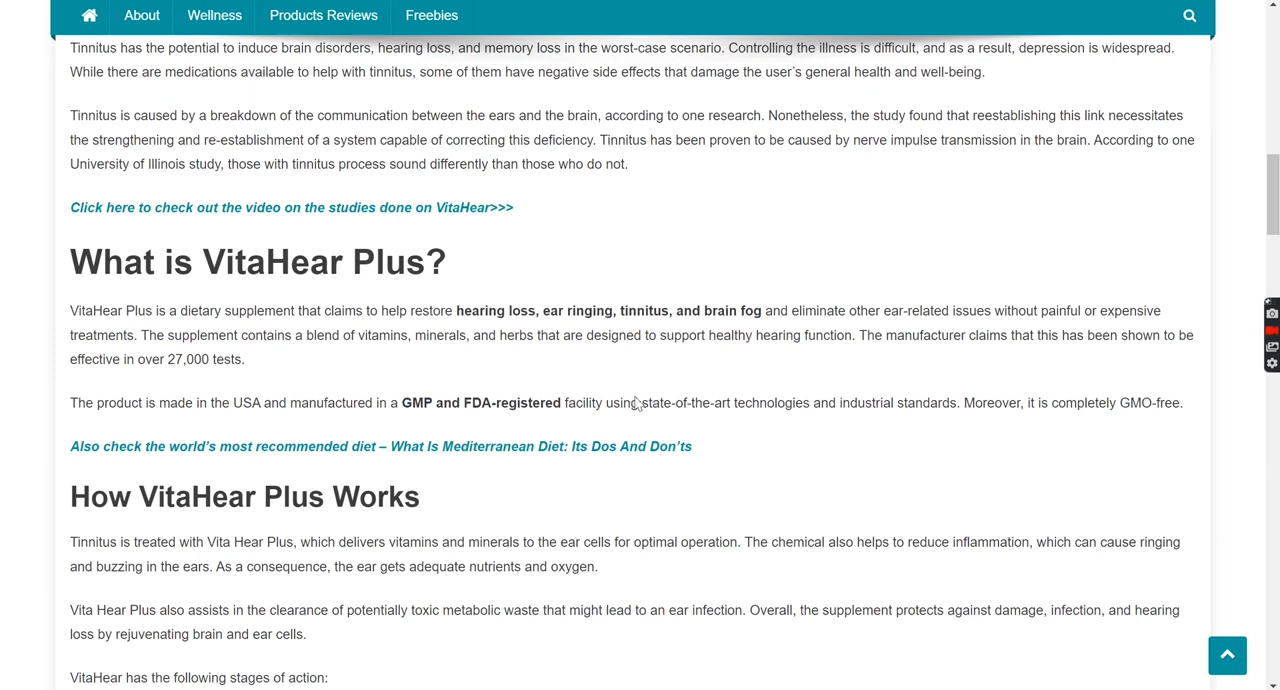 About Wellness Products Reviews Freebies
Tinnitus has the potential to induce brain disorders, hearing loss, and memory loss in the worst-case scenario. Controlling the illness is difficult, and as a result, depression is widespread.
While there are medications available to help with tinnitus, some of them have negative side effects that damage the user's general health and well-being.
Tinnitus is caused by a breakdown of the communication between the ears and the brain, according to one research. Nonetheless, the study found that reestablishing this link necessitates
the strengthening and re-establishment of a system capable of correcting this deficiency. Tinnitus has been proven to be caused by nerve impulse transmission in the brain. According to one
University of Illinois study, those with tinnitus process sound differently than those who do not.
Click here to check out the video on the studies done on VitaHear>>>
What is VitaHear Plus?
VitaHear Plus is a dietary supplement that claims to help restore hearing loss, ear ringing, tinnitus, and brain fog and eliminate other ear-related issues without painful or expensive
treatments. The supplement contains a blend of vitamins, minerals, and herbs that are designed to support healthy hearing function. The manufacturer claims that this has been shown to be
effective in over 27,000 tests.
The product is made in the USA and manufactured in a GMP and FDA-registered facility using state-of-the-art technologies and industrial standards. Moreover, it is completely GMO-free.
Also check the world's most recommended diet – What Is Mediterranean Diet: Its Dos And Don'ts
How VitaHear Plus Works
Tinnitus is treated with Vita Hear Plus, which delivers vitamins and minerals to the ear cells for optimal operation. The chemical also helps to reduce inflammation, which can cause ringing
and buzzing in the ears. As a consequence, the ear gets adequate nutrients and oxygen.
Vita Hear Plus also assists in the clearance of potentially toxic metabolic waste that might lead to an ear infection. Overall, the supplement protects against damage, infection, and hearing
loss by rejuvenating brain and ear cells.
VitaHear has the following stages of action: